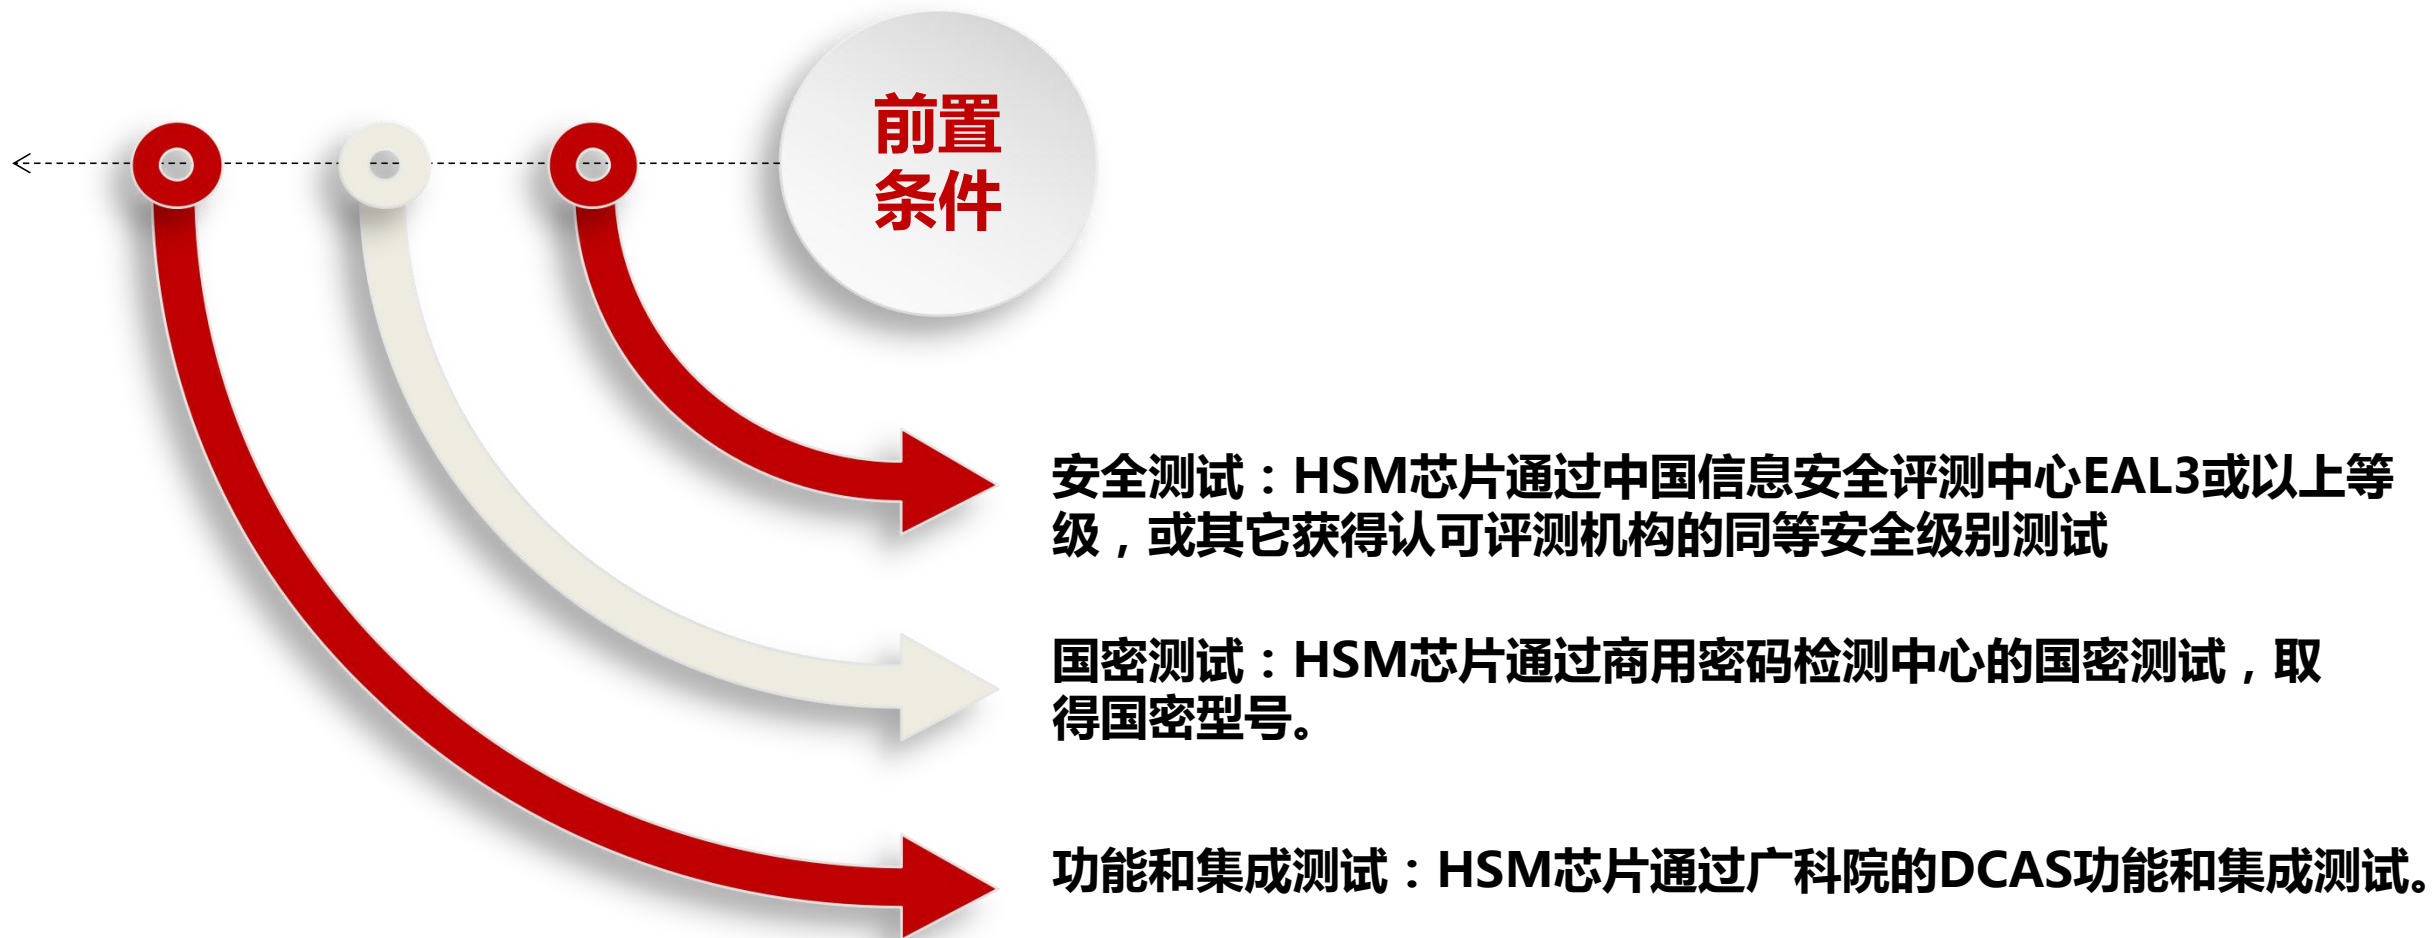 前置
条件
安全测试：HSM芯片通过中国信息安全评测中心EAL3或以上等
级，或其它获得认可评测机构的同等安全级别测试
国密测试：HSM芯片通过商用密码检测中心的国密测试，取
得国密型号。
功能和集成测试：HSM芯片通过广科院的DCAS功能和集成测试。